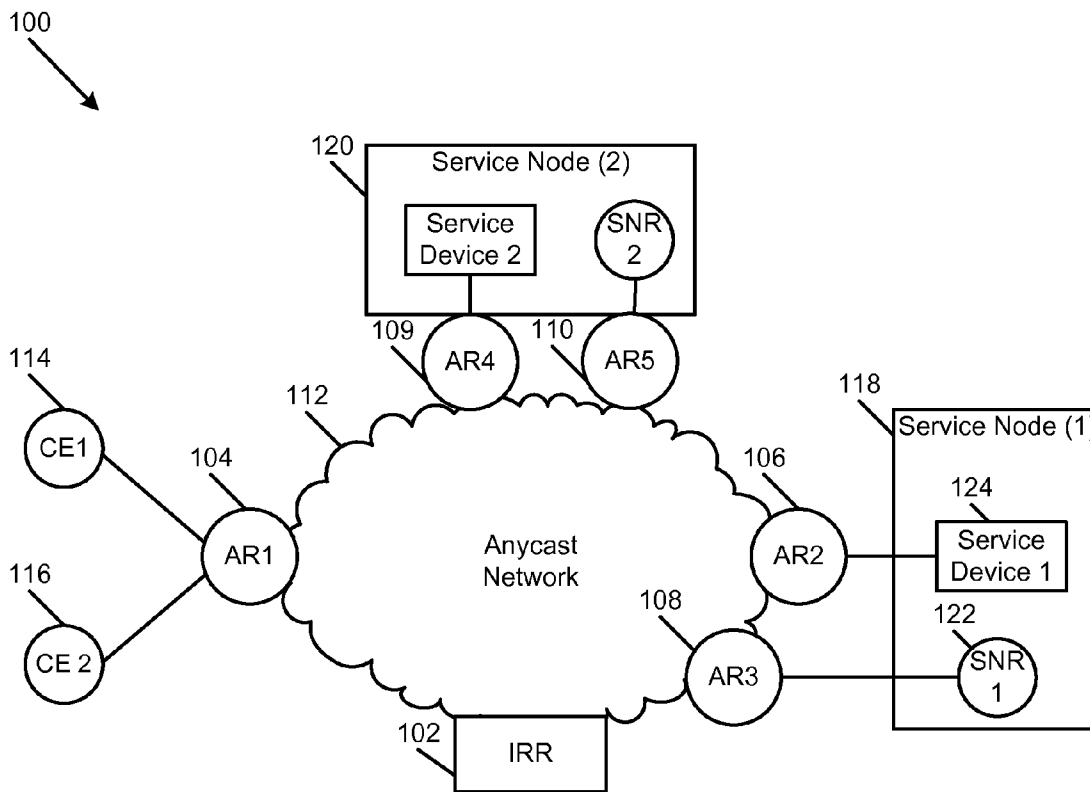 100
120
Service Node (2)
Service
Device 2
SNR
2
109
AR4
110
AR5
114
CE1
112
118
Service Node (1)
104
AR1
106
AR2
124
Service
Device 1
Anycast
Network
116
CE 2
108
AR3
122
SNR
1
102
IRR